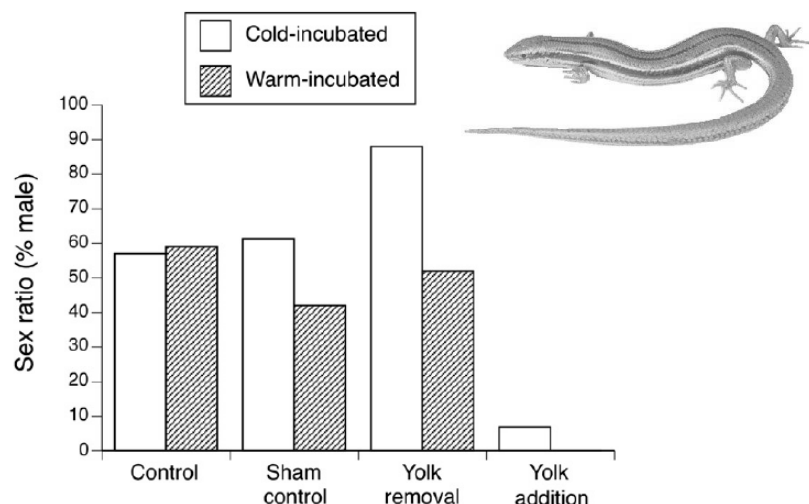 Cold-incubated
Warm-incubated
100
90
80
70
60
50
40
30
20
10
0
Sex ratio (% male)
Control
Sham
control
Yolk
removal
Yolk
addition